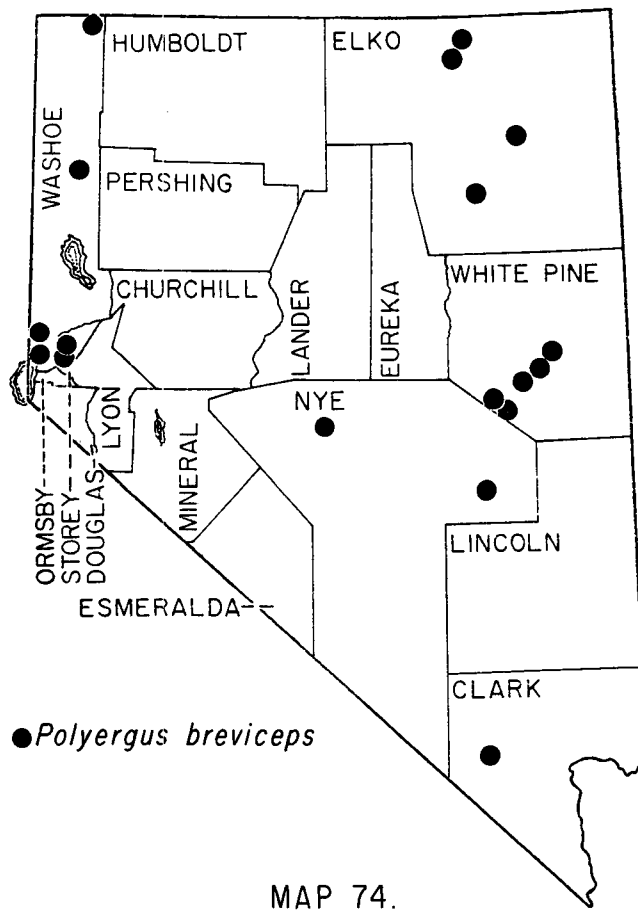 HUMBOLDT
ELKO
WASHOE
PERSHING
CHURCHILL
LANDER
EUREKA
WHITE PINE
NYE
LYON
MINERAL
ORMSBY
STOREY
DOUGLAS
LINCOLN
ESMERALDA
CLARK
Polyergus breviceps
MAP 74.